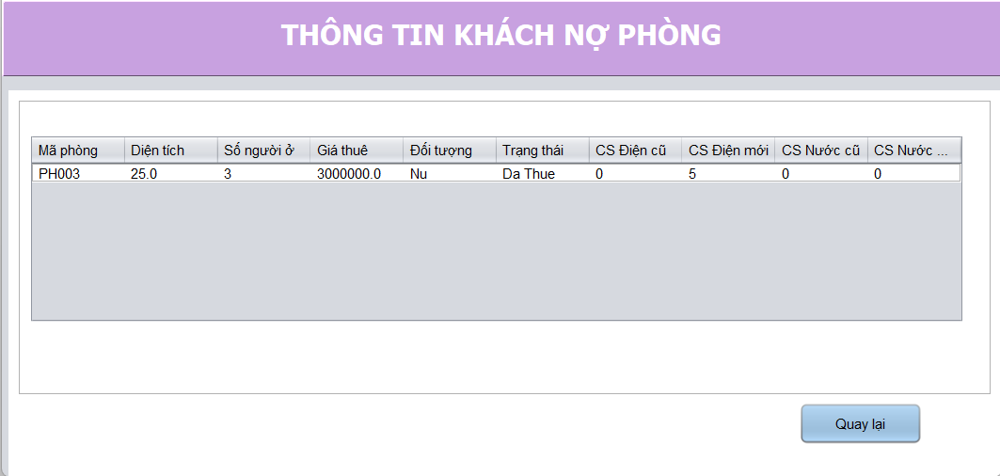 THÔNG TIN KHÁCH NỢ PHÒNG
Mã phòng Diện tích Số người ở Giá thuê Đối tượng Trạng thái CS Điện cũ CS Điện mới CS Nước cũ CS Nước ...
PH003 25.0 3 3000000.0 Nu Da Thue 0 5 0 0
Quay lại